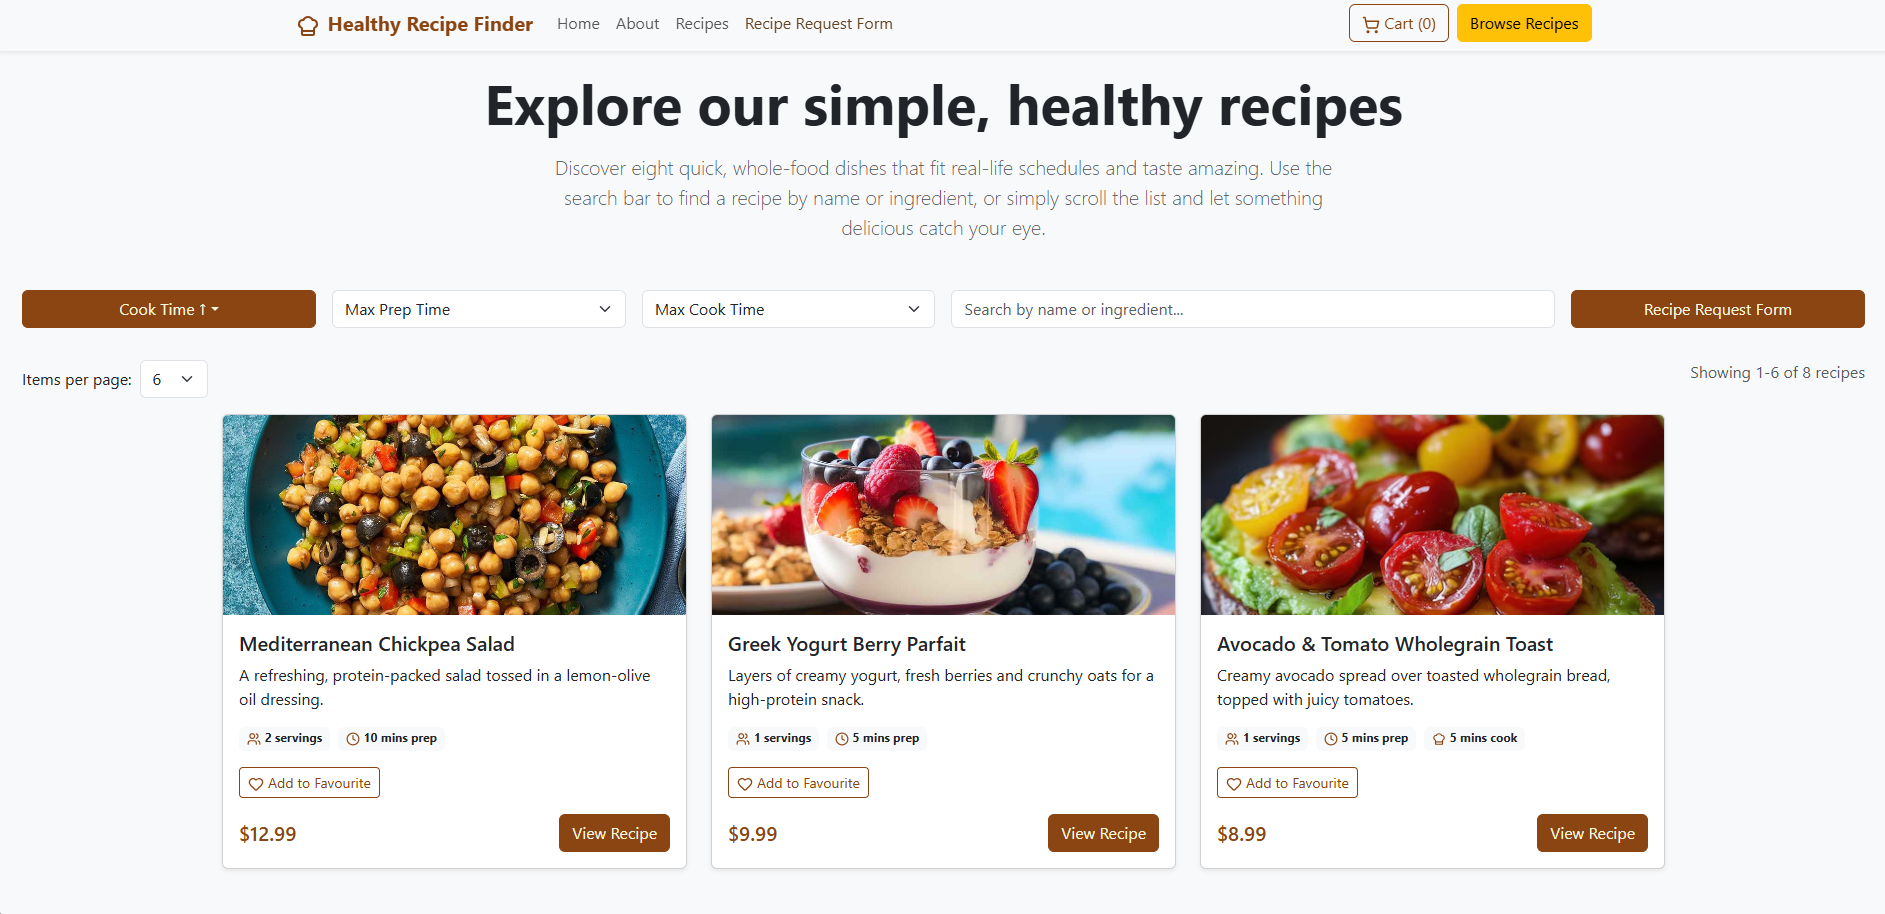 Healthy Recipe Finder
Home
About
Recipes
Recipe Request Form
Cart (0)
Browse Recipes
Explore our simple, healthy recipes
Discover eight quick, whole-food dishes that fit real-life schedules and taste amazing. Use the
search bar to find a recipe by name or ingredient, or simply scroll the list and let something
delicious catch your eye.
Cook Time ↑
Max Prep Time
Max Cook Time
Search by name or ingredient...
Recipe Request Form
Items per page: 6
Showing 1-6 of 8 recipes
Mediterranean Chickpea Salad
A refreshing, protein-packed salad tossed in a lemon-olive
oil dressing.
2 servings
10 mins prep
Add to Favourite
$12.99
View Recipe
Greek Yogurt Berry Parfait
Layers of creamy yogurt, fresh berries and crunchy oats for a
high-protein snack.
1 servings
5 mins prep
Add to Favourite
$9.99
View Recipe
Avocado & Tomato Wholegrain Toast
Creamy avocado spread over toasted wholegrain bread,
topped with juicy tomatoes.
1 servings
5 mins prep
5 mins cook
Add to Favourite
$8.99
View Recipe